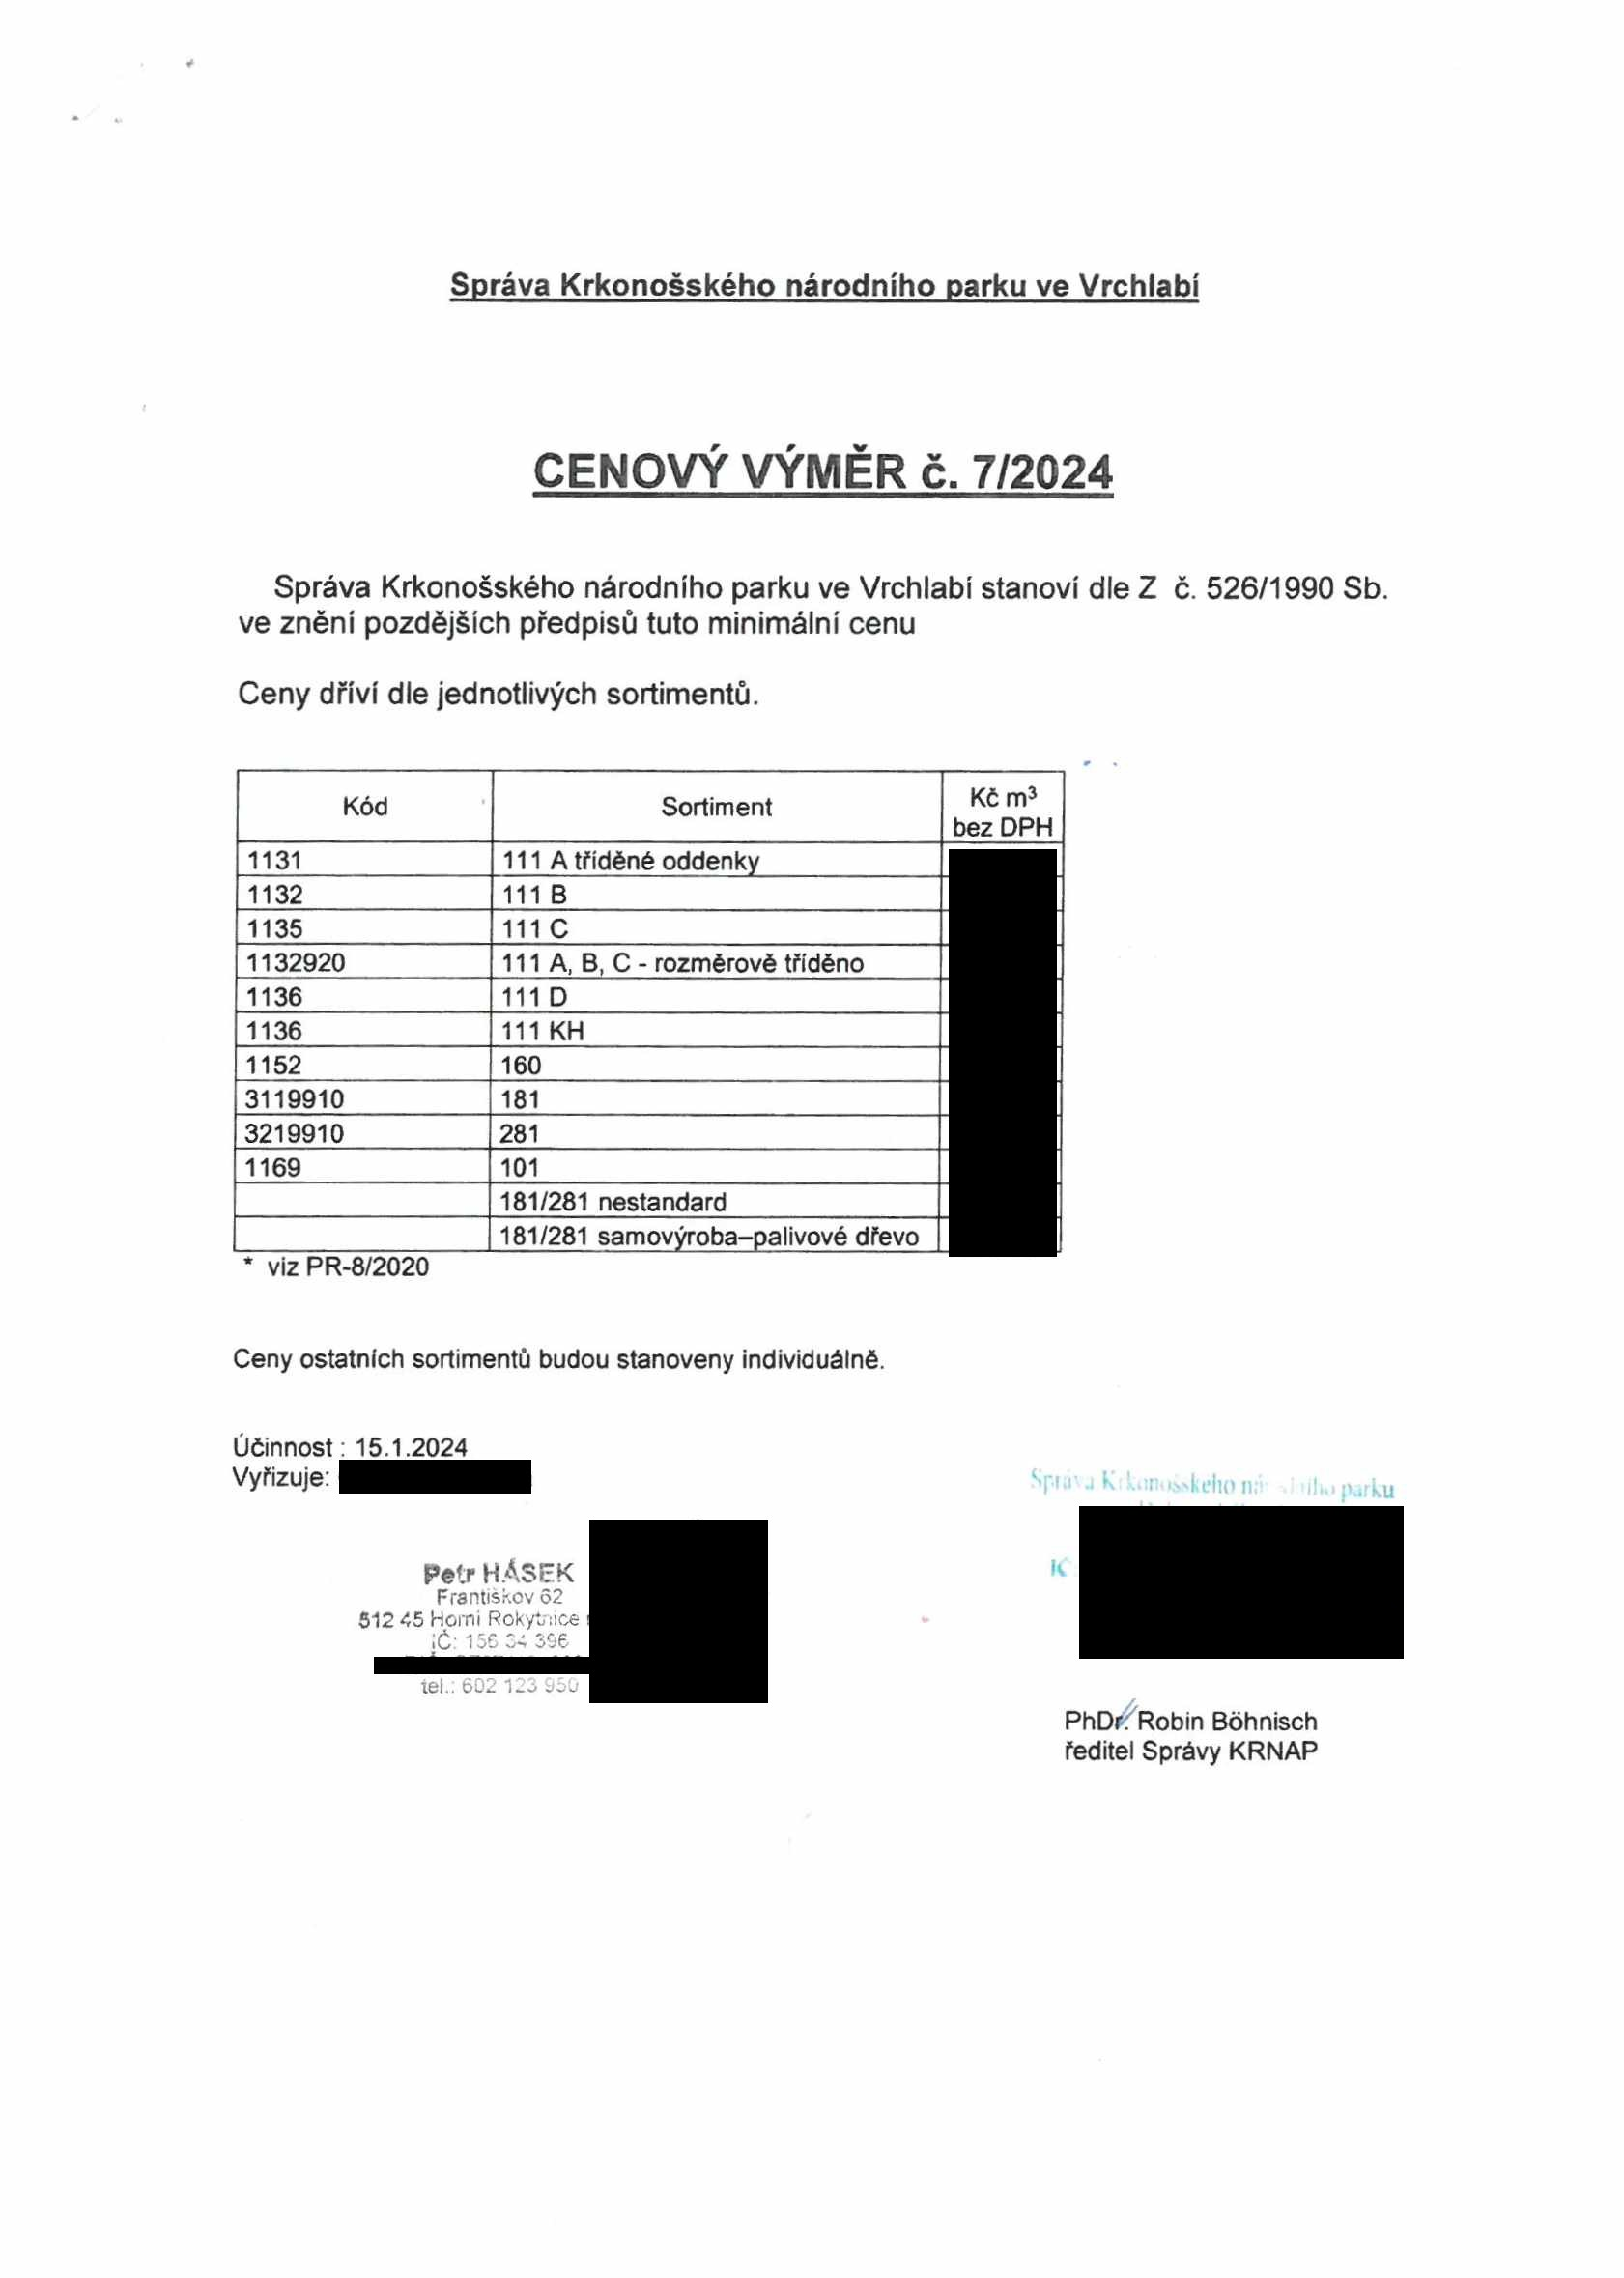 Správa Krkonošského národního parku ve Vrchlabí
CENOVÝ VÝMĚR č. 7/2024
Správa Krkonošského národního parku ve Vrchlabí stanoví dle Z č. 526/1990 Sb.
ve znění pozdějších předpisů tuto minimální cenu
Ceny dříví dle jednotlivých sortimentů.
Kód Sortiment Kč m³
bez DPH
1131 111 A tříděné oddenky
1132 111 B
1135 111 C
1132920 111 A, B, C - rozměrově tříděno
1136 111 D
1136 111 KH
1152 160
3119910 181
3219910 281
1169 101
181/281 nestandard
181/281 samovýroba–palivové dřevo
* viz PR-8/2020
Ceny ostatních sortimentů budou stanoveny individuálně.
Účinnost : 15.1.2024
Vyřizuje:
Správa Krkonošského národního parku
IČ
Petr HÁSEK
Františkov 62
512 45 Horní Rokytnice
IČ: 156 34 396
tel.: 602 123 950
PhDr. Robin Böhnisch
ředitel Správy KRNAP